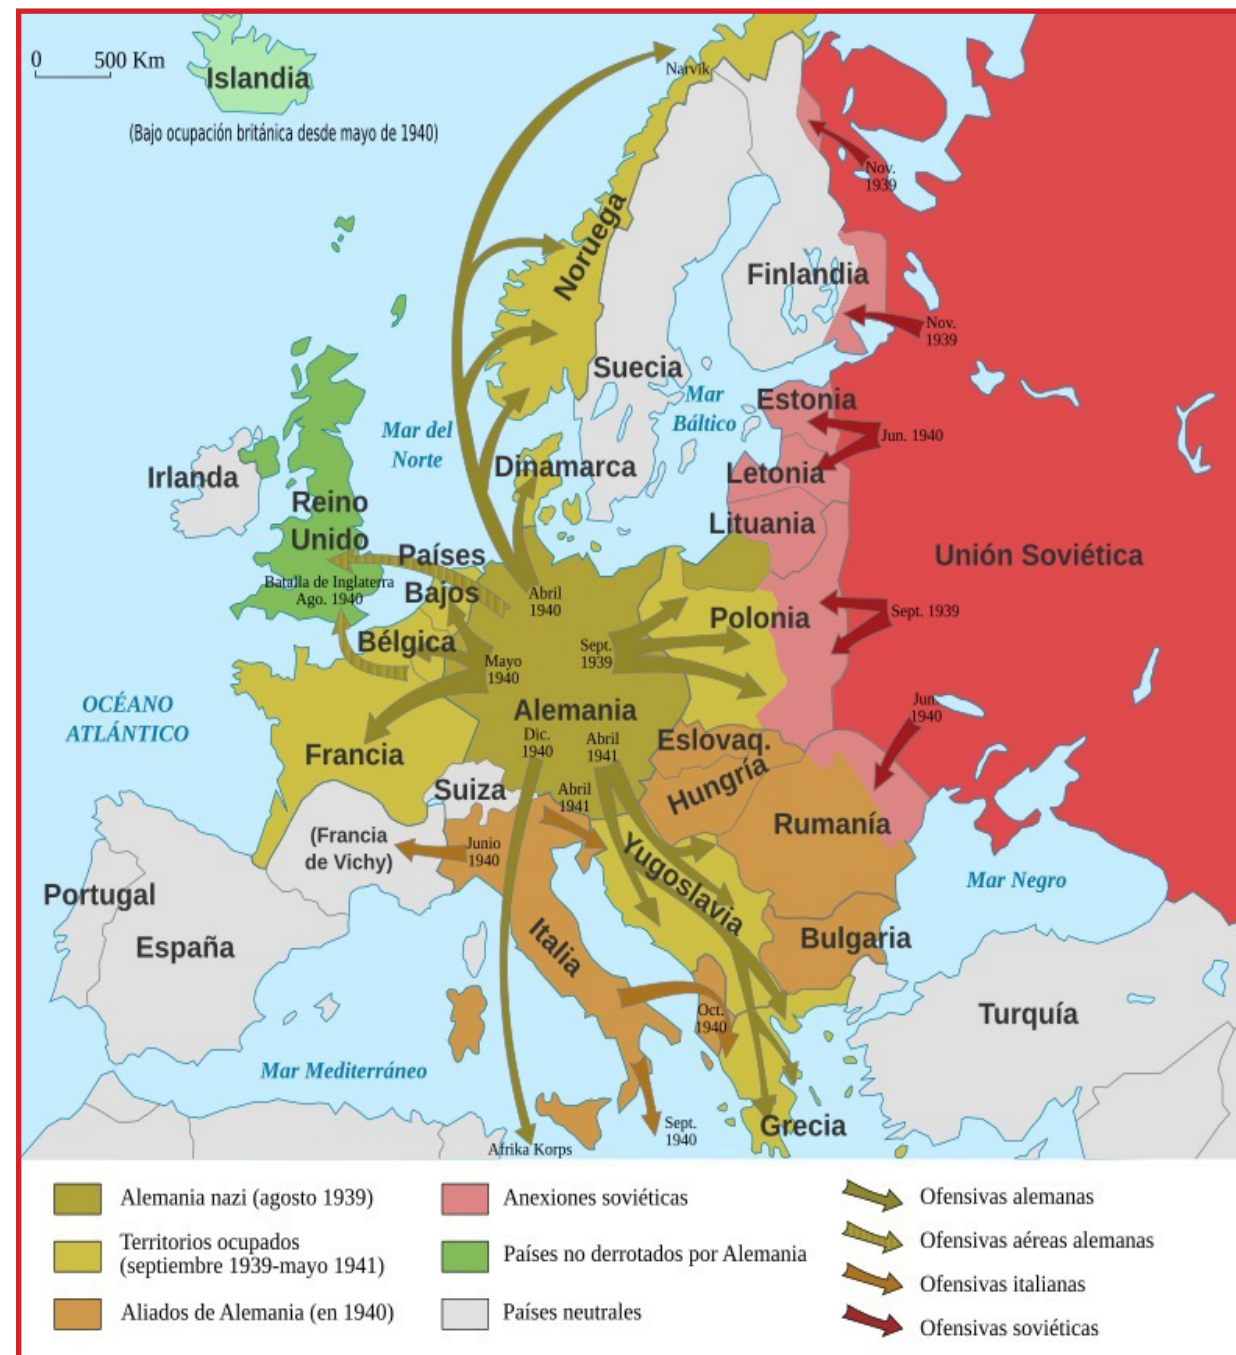 0 500 Km
Islandia
(Bajo ocupación británica desde mayo de 1940)
Narvik
Nov.
1939
Noruega
Finlandia
Nov.
1939
Suecia
Mar
Báltico
Estonia
Jun. 1940
Mar del
Norte
Irlanda
Dinamarca
Letonia
Reino
Unido
Lituania
Unión Soviética
Países
Bajos
Batalla de Inglaterra
Ago. 1940
Abril
1940
Polonia
Sept. 1939
Bélgica
Mayo
1940
Sept.
1939
OCÉANO
ATLÁNTICO
Alemania
Jun.
1940
Dic.
1940
Abril
1941
Eslovaq.
Francia
Suiza
Abril
1941
Hungría
Rumanía
(Francia
de Vichy)
Junio
1940
Yugoslavia
Mar Negro
Portugal
España
Italia
Bulgaria
Oct.
1940
Turquía
Mar Mediterráneo
Sept.
1940
Grecia
Afrika Korps
Alemania nazi (agosto 1939)
Territorios ocupados
(septiembre 1939-mayo 1941)
Aliados de Alemania (en 1940)
Anexiones soviéticas
Países no derrotados por Alemania
Países neutrales
Ofensivas alemanas
Ofensivas aéreas alemanas
Ofensivas italianas
Ofensivas soviéticas